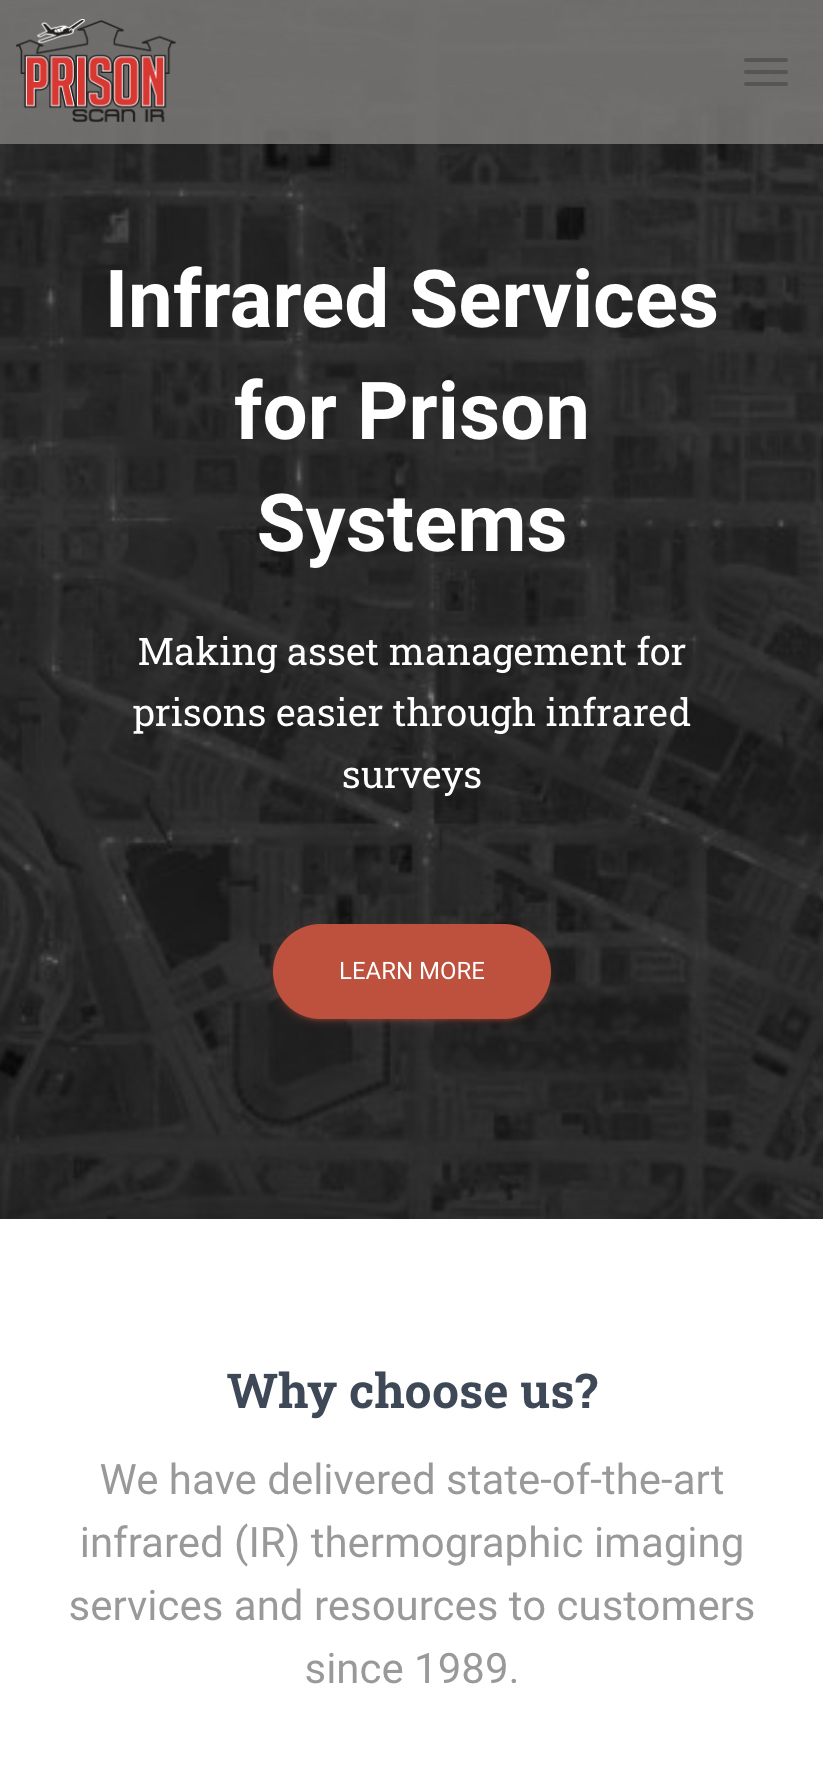 PRISON
SCAN IR
Infrared Services
for Prison
Systems
Making asset management for
prisons easier through infrared
surveys
LEARN MORE
Why choose us?
We have delivered state-of-the-art
infrared (IR) thermographic imaging
services and resources to customers
since 1989.